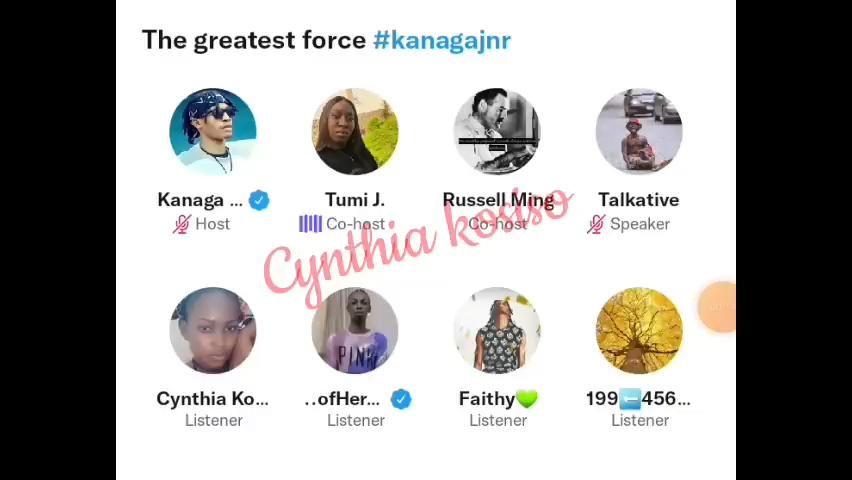 The greatest force #kanagajnr
Kanaga ... Tumi J. Russell Ming Talkative
Host Co-host Co-host Speaker
Cynthia kosiso
PINK
Cynthia Ko... ..ofHer... Faithy💚 199⬅️456...
Listener Listener Listener Listener